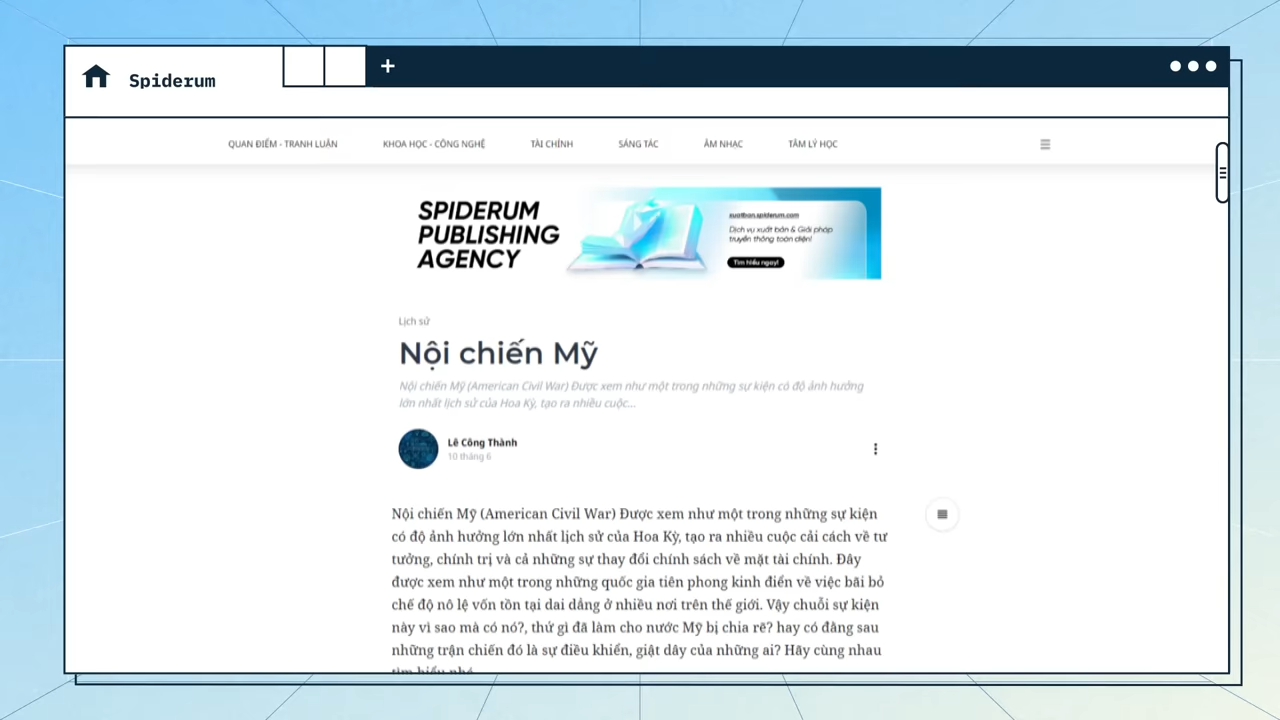 Spiderum
QUAN ĐIỂM - TRANH LUẬN
KHOA HỌC - CÔNG NGHỆ
TÀI CHÍNH
SÁNG TÁC
ÂM NHẠC
TÂM LÝ HỌC
SPIDERUM
PUBLISHING
AGENCY
xuatban.spiderum.com
Dịch vụ xuất bản & Giải pháp
truyền thông toàn diện!
Tìm hiểu ngay!
Lịch sử
Nội chiến Mỹ
Nội chiến Mỹ (American Civil War) Được xem như một trong những sự kiện có độ ảnh hưởng
lớn nhất lịch sử của Hoa Kỳ, tạo ra nhiều cuộc...
Lê Công Thành
10 tháng 6
Nội chiến Mỹ (American Civil War) Được xem như một trong những sự kiện
có độ ảnh hưởng lớn nhất lịch sử của Hoa Kỳ, tạo ra nhiều cuộc cải cách về tư
tưởng, chính trị và cả những sự thay đổi chính sách về mặt tài chính. Đây
được xem như một trong những quốc gia tiên phong kinh điển về việc bãi bỏ
chế độ nô lệ vốn tồn tại dai dẳng ở nhiều nơi trên thế giới. Vậy chuỗi sự kiện
này vì sao mà có nó?, thứ gì đã làm cho nước Mỹ bị chia rẽ? hay có đằng sau
những trận chiến đó là sự điều khiển, giật dây của những ai? Hãy cùng nhau
tìm hiểu nhé